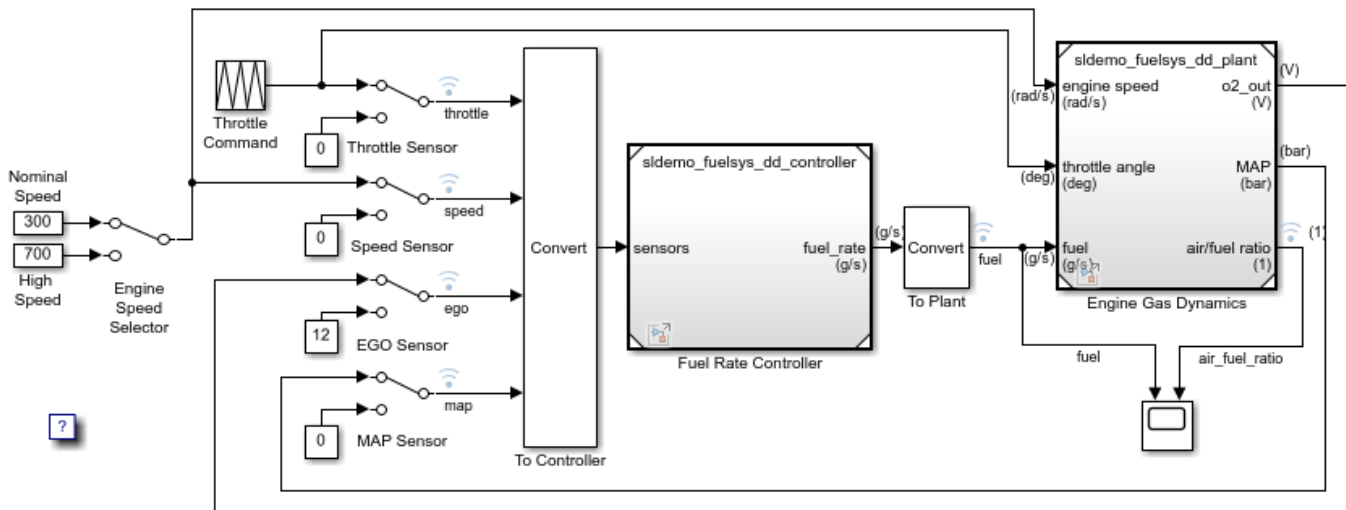 Throttle
Command
0
Throttle Sensor
throttle
Nominal
Speed
300
700
High
Speed
Engine
Speed
Selector
0
Speed Sensor
speed
12
EGO Sensor
ego
0
MAP Sensor
map
?
Convert
To Controller
sldemo_fuelsys_dd_controller
sensors
fuel_rate
(g/s)
Fuel Rate Controller
(g/s)
Convert
To Plant
fuel
(g/s)
(rad/s)
(deg)
sldemo_fuelsys_dd_plant
engine speed
(rad/s)
throttle angle
(deg)
fuel
(g/s)
o2_out
(V)
MAP
(bar)
air/fuel ratio
(1)
Engine Gas Dynamics
(V)
(bar)
(1)
fuel
air_fuel_ratio